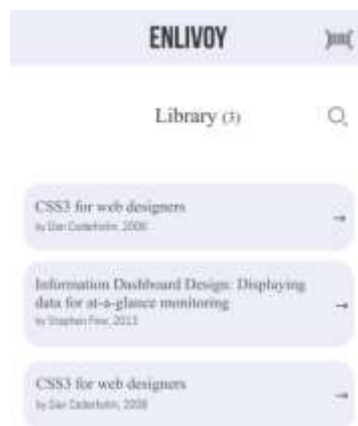 ENLIVOY
Library (3)
CSS3 for web designers
by Dan Cederholm, 2008
Information Dashboard Design: Displaying
data for at-a-glance monitoring
by Stephen Few, 2013
CSS3 for web designers
by Dan Cederholm, 2008